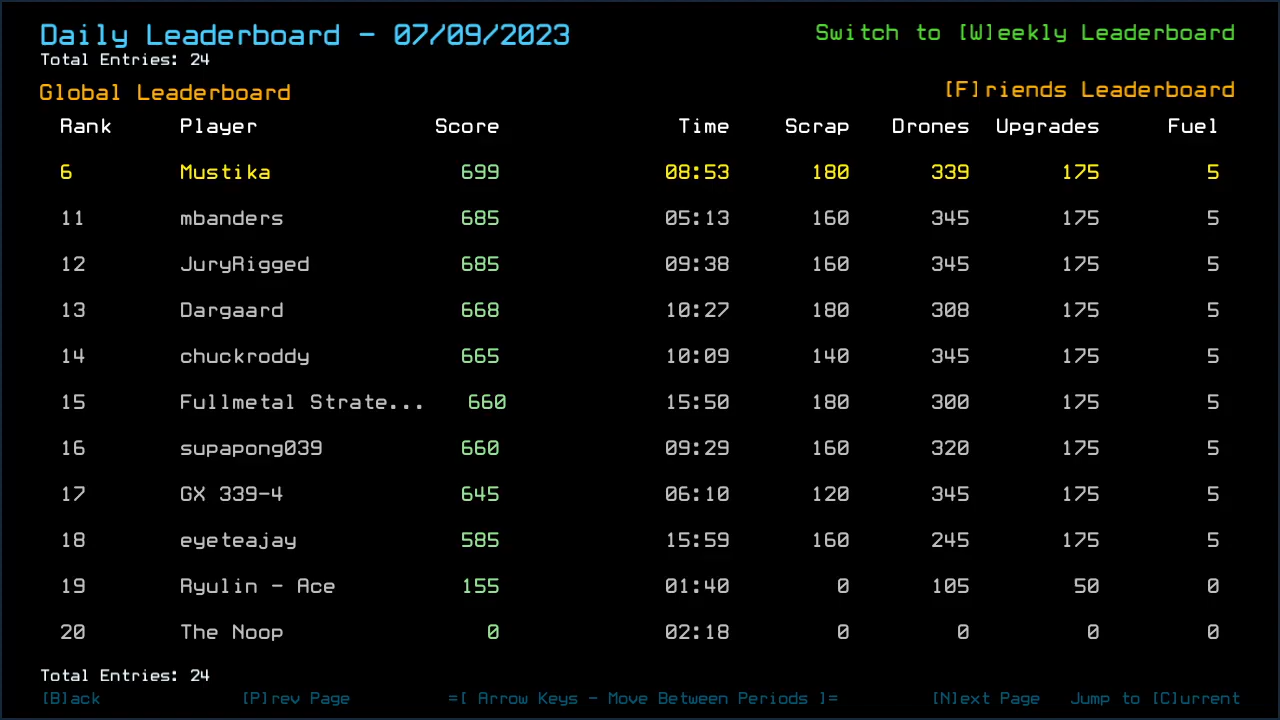 Daily Leaderboard - 07/09/2023 Switch to [W]eekly Leaderboard
Total Entries: 24
Global Leaderboard [F]riends Leaderboard
Rank Player Score Time Scrap Drones Upgrades Fuel
6 Mustika 699 08:53 180 339 175 5
11 mbanders 685 05:13 160 345 175 5
12 JuryRigged 685 09:38 160 345 175 5
13 Dargaard 668 10:27 180 308 175 5
14 chuckroddy 665 10:09 140 345 175 5
15 Fullmetal Strate... 660 15:50 180 300 175 5
16 supapong039 660 09:29 160 320 175 5
17 GX 339-4 645 06:10 120 345 175 5
18 eyeteajay 585 15:59 160 245 175 5
19 Ryulin - Ace 155 01:40 0 105 50 0
20 The Noop 0 02:18 0 0 0 0
Total Entries: 24
[B]ack [P]rev Page =[ Arrow Keys - Move Between Periods ]= [N]ext Page Jump to [C]urrent